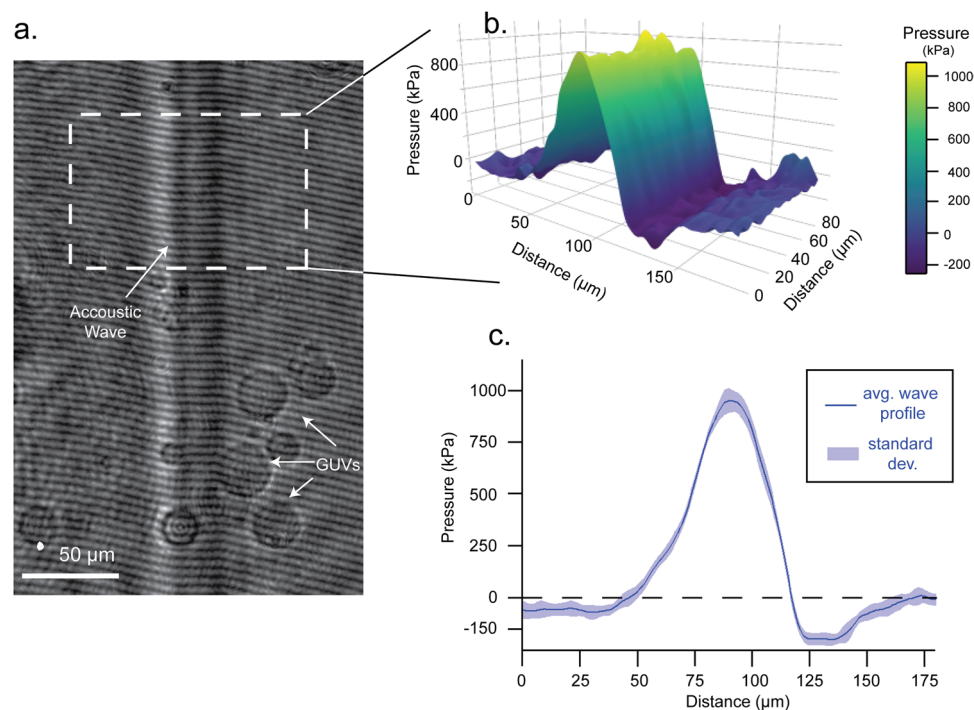 a.
Accoustic
Wave
GUVs
50 µm
b.
Pressure (kPa)
800
400
0
0
50
100
150
Distance (µm)
0
20
40
60
80
Distance (µm)
Pressure
(kPa)
1000
800
600
400
200
0
-200
c.
Pressure (kPa)
1000
750
500
250
0
-150
0
25
50
75
100
125
150
175
Distance (µm)
avg. wave
profile
standard
dev.